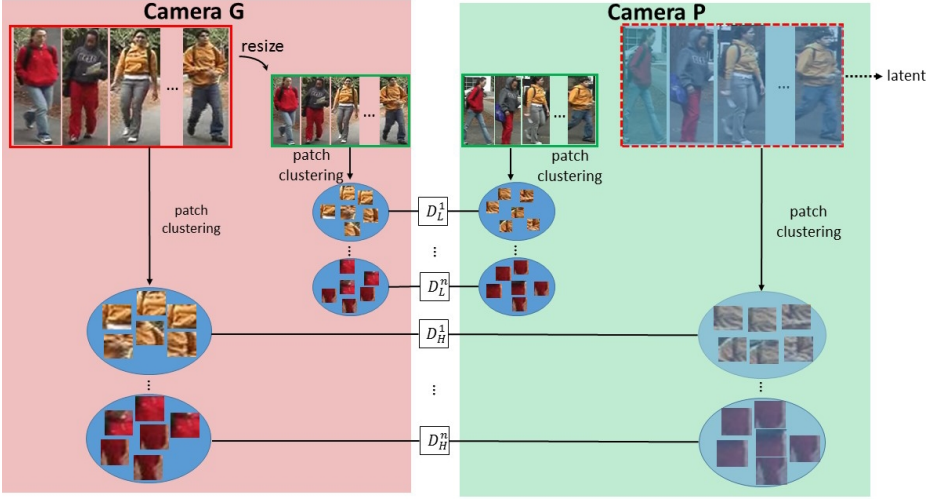 Camera G
Camera P
resize
...
...
...
...
latent
patch
clustering
patch
clustering
patch
clustering
patch
clustering
D_L^1
⋮
⋮
⋮
D_L^n
D_H^1
⋮
⋮
⋮
D_H^n